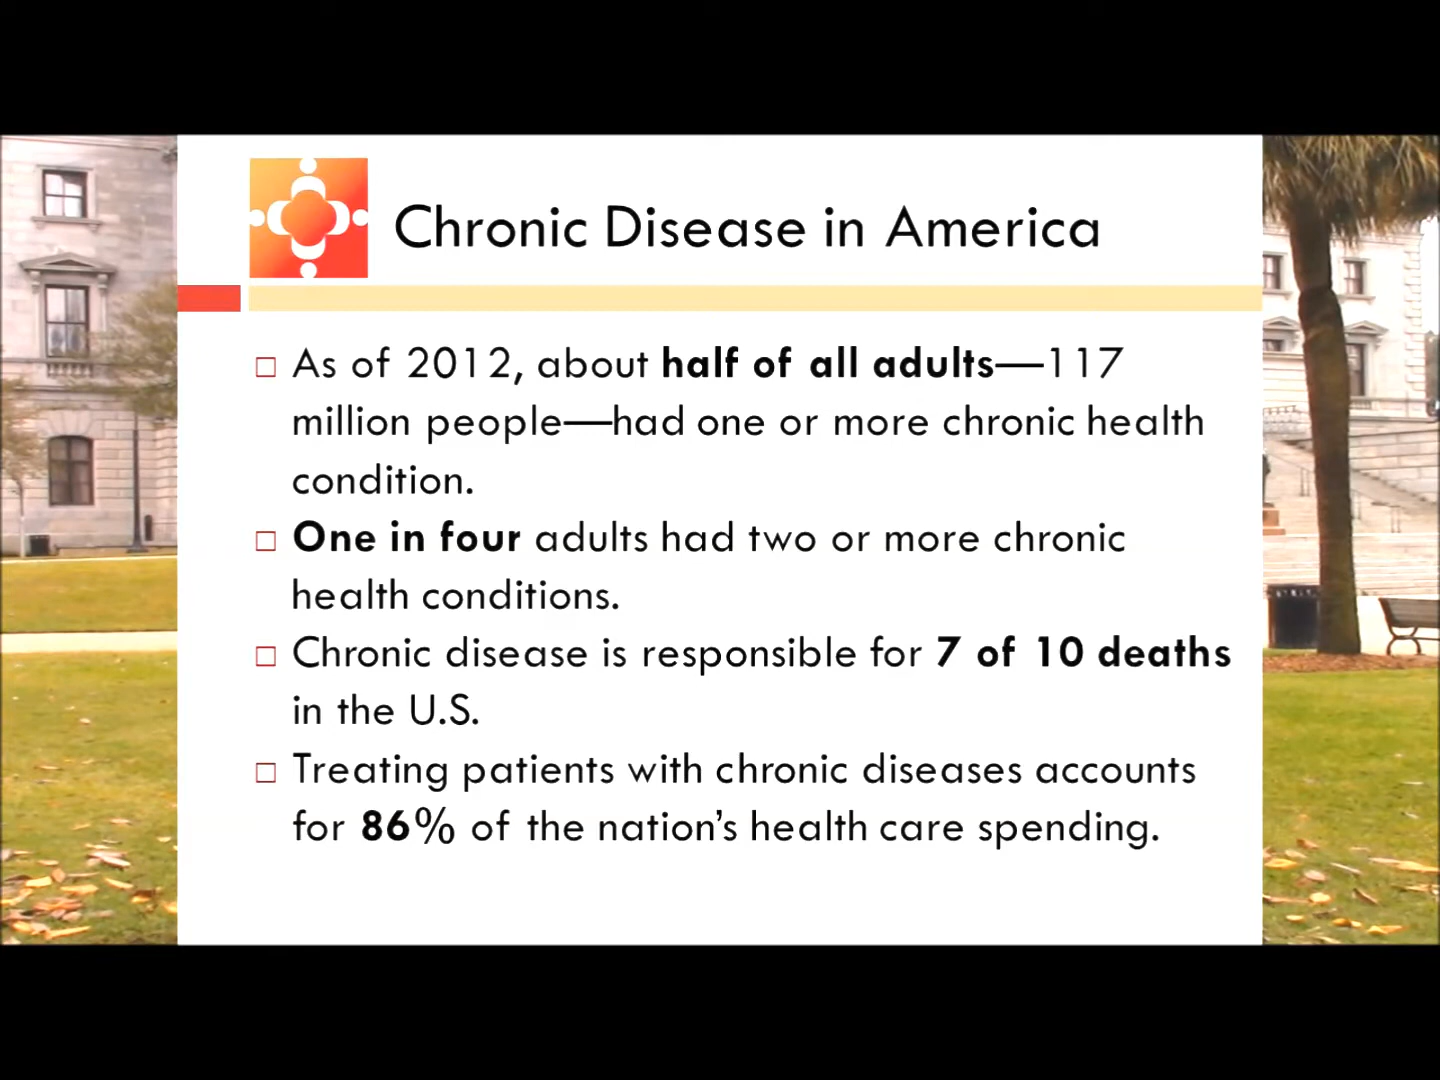 Chronic Disease in America
As of 2012, about half of all adults—117
million people—had one or more chronic health
condition.
One in four adults had two or more chronic
health conditions.
Chronic disease is responsible for 7 of 10 deaths
in the U.S.
Treating patients with chronic diseases accounts
for 86% of the nation’s health care spending.